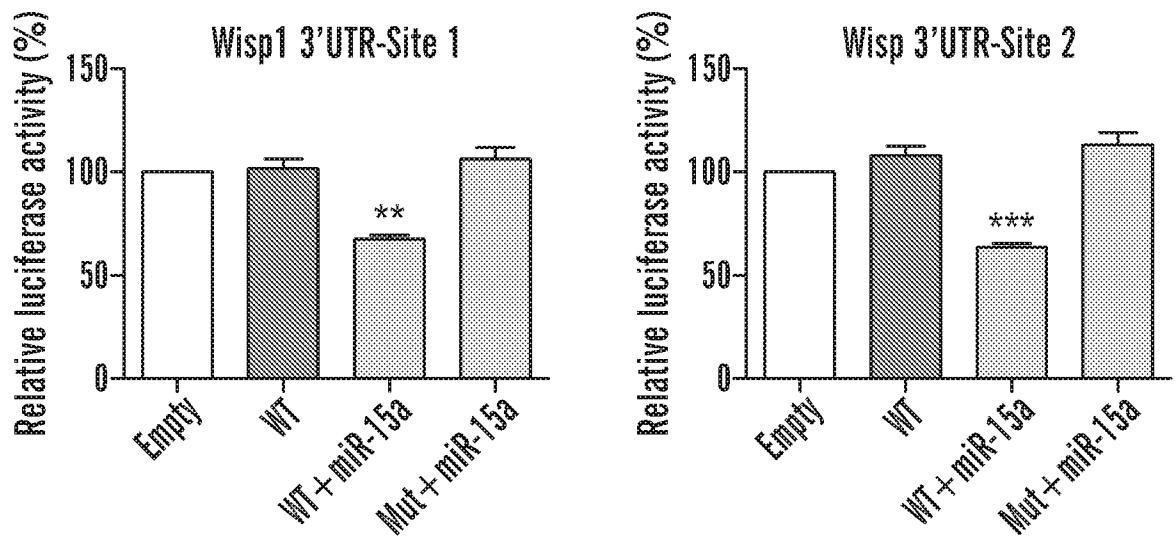 Wisp1 3'UTR-Site 1
Relative luciferase activity (%)
150
100
50
0
Empty
WT
WT+miR-15a
Mut+miR-15a
**
Wisp 3'UTR-Site 2
Relative luciferase activity (%)
150
100
50
0
Empty
WT
WT+miR-15a
Mut+miR-15a
***